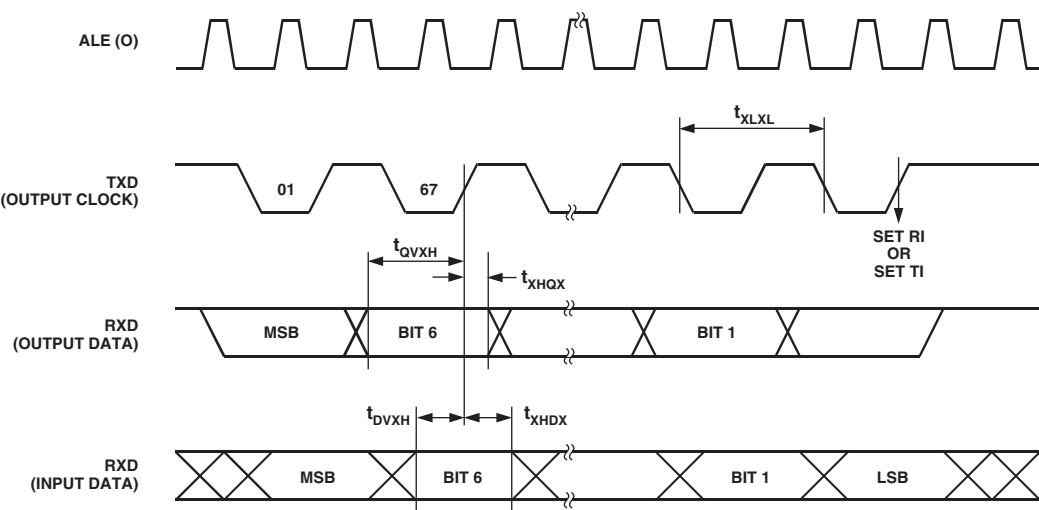 ALE (O)
tXLXL
TXD
(OUTPUT CLOCK)
01
67
SET RI
OR
SET TI
tQVXH
tXHQX
RXD
(OUTPUT DATA)
MSB
BIT 6
BIT 1
tDVXH
tXHDX
RXD
(INPUT DATA)
MSB
BIT 6
BIT 1
LSB